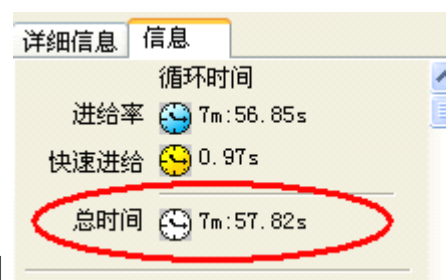 详细信息 信息
循环时间
进给率 7m:56.85s
快速进给 0.97s
总时间 7m:57.82s